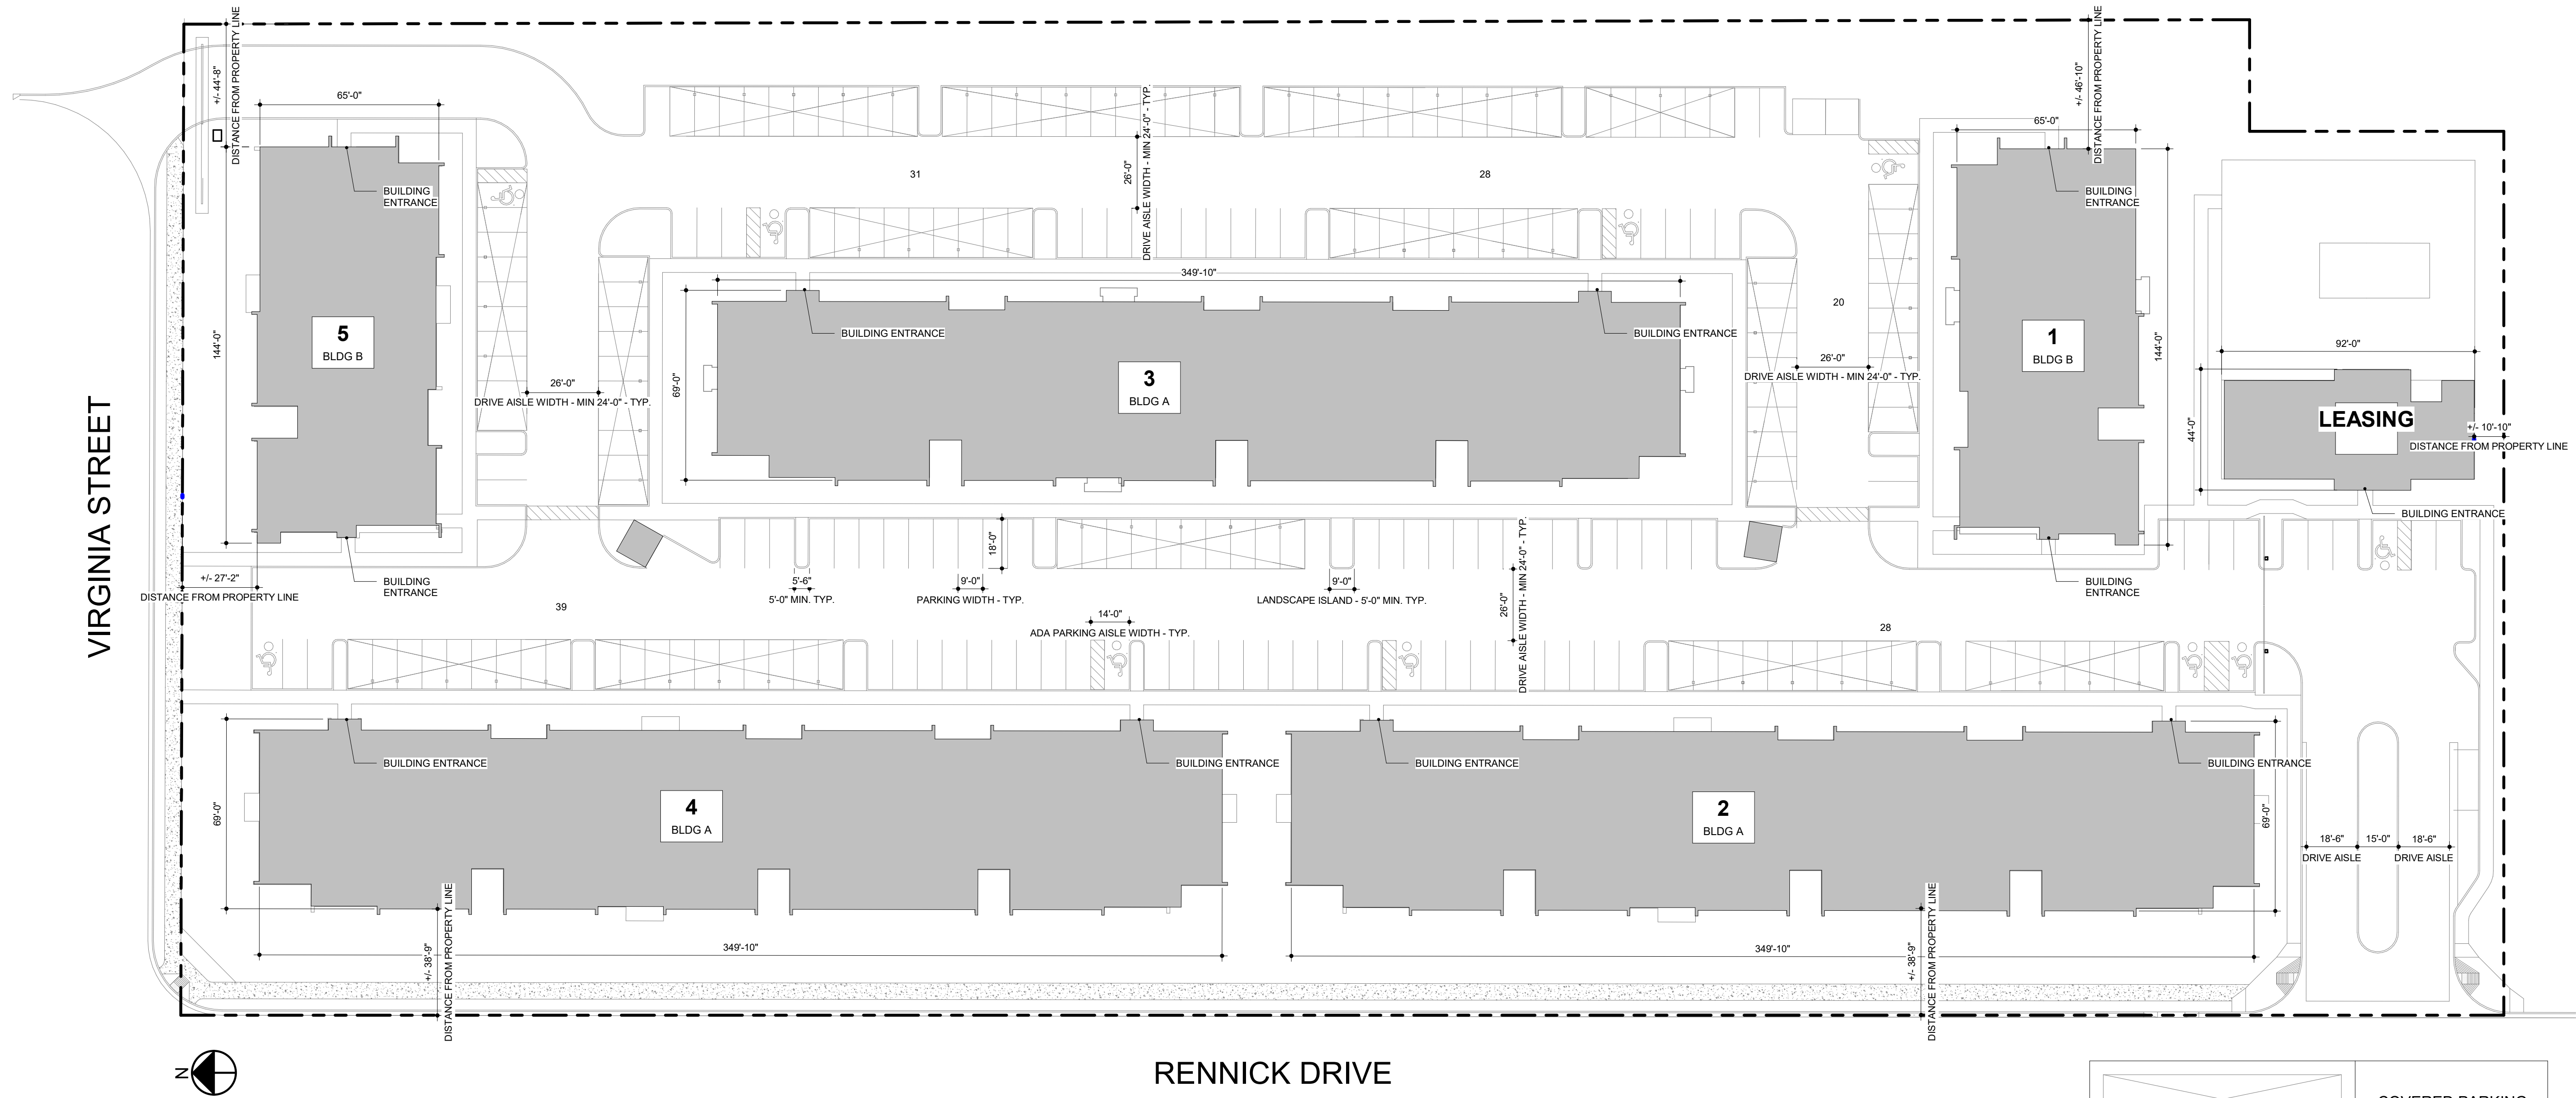 +/- 44'-8"
DISTANCE FROM PROPERTY LINE
65'-0"
BUILDING
ENTRANCE
144'-0"
5
BLDG B
26'-0"
DRIVE AISLE WIDTH - MIN 24'-0" - TYP.
+/- 27'-2"
DISTANCE FROM PROPERTY LINE
BUILDING
ENTRANCE
VIRGINIA STREET
31
26'-0"
DRIVE AISLE WIDTH - MIN 24'-0" - TYP.
28
349'-10"
69'-0"
BUILDING ENTRANCE
BUILDING ENTRANCE
3
BLDG A
20
26'-0"
DRIVE AISLE WIDTH - MIN 24'-0" - TYP.
+/- 46'-10"
DISTANCE FROM PROPERTY LINE
65'-0"
BUILDING
ENTRANCE
1
BLDG B
144'-0"
BUILDING
ENTRANCE
92'-0"
44'-0"
LEASING
+/- 10'-10"
DISTANCE FROM PROPERTY LINE
BUILDING ENTRANCE
39
18'-0"
5'-6"
5'-0" MIN. TYP.
9'-0"
PARKING WIDTH - TYP.
14'-0"
ADA PARKING AISLE WIDTH - TYP.
9'-0"
LANDSCAPE ISLAND - 5'-0" MIN. TYP.
26'-0"
DRIVE AISLE WIDTH - MIN 24'-0" - TYP.
28
69'-0"
BUILDING ENTRANCE
BUILDING ENTRANCE
4
BLDG A
349'-10"
+/- 38'-9"
DISTANCE FROM PROPERTY LINE
BUILDING ENTRANCE
BUILDING ENTRANCE
2
BLDG A
69'-0"
349'-10"
+/- 38'-9"
DISTANCE FROM PROPERTY LINE
18'-6"
15'-0"
18'-6"
DRIVE AISLE
DRIVE AISLE
N
RENNICK DRIVE
COVERED PARKING